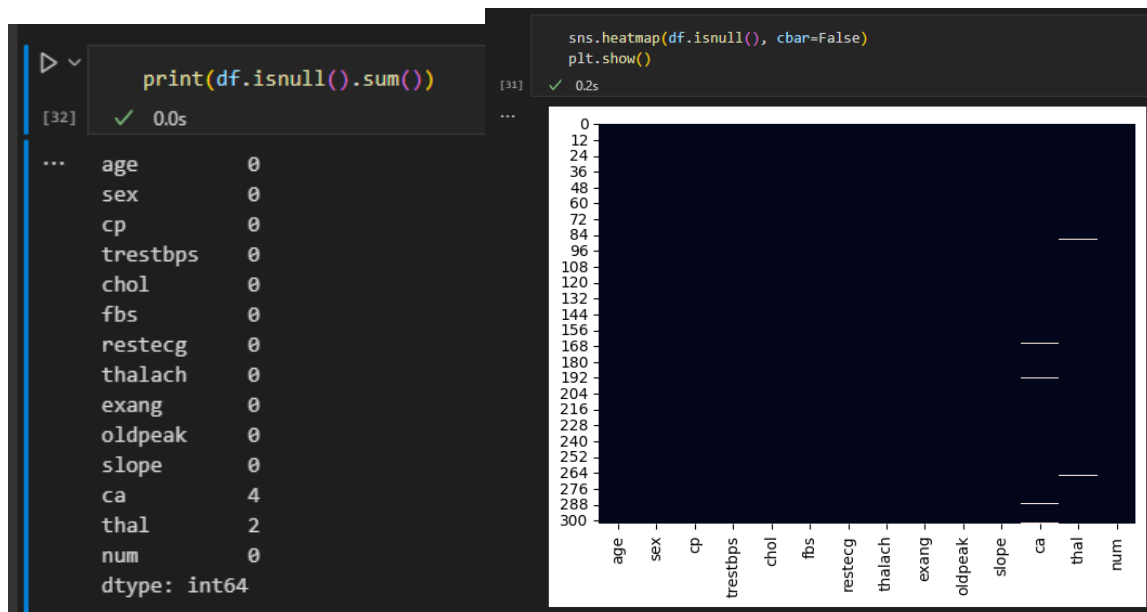 print(df.isnull().sum())
[32]
0.0s
...
age 0
sex 0
cp 0
trestbps 0
chol 0
fbs 0
restecg 0
thalach 0
exang 0
oldpeak 0
slope 0
ca 4
thal 2
num 0
dtype: int64
sns.heatmap(df.isnull(), cbar=False)
plt.show()
[31]
0.2s
...
0
12
24
36
48
60
72
84
96
108
120
132
144
156
168
180
192
204
216
228
240
252
264
276
288
300
age
sex
cp
trestbps
chol
fbs
restecg
thalach
exang
oldpeak
slope
ca
thal
num